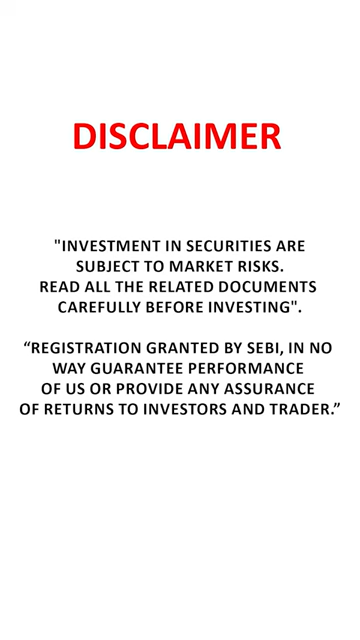 DISCLAIMER
"INVESTMENT IN SECURITIES ARE
SUBJECT TO MARKET RISKS.
READ ALL THE RELATED DOCUMENTS
CAREFULLY BEFORE INVESTING".
“REGISTRATION GRANTED BY SEBI, IN NO
WAY GUARANTEE PERFORMANCE
OF US OR PROVIDE ANY ASSURANCE
OF RETURNS TO INVESTORS AND TRADER.”